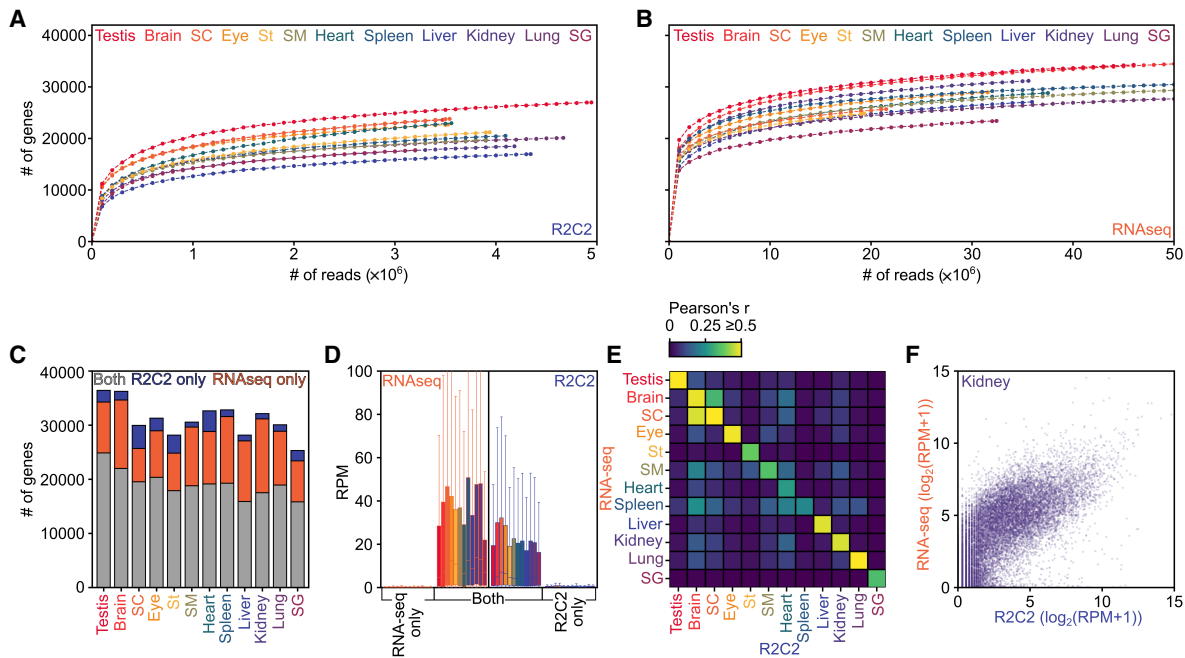 A
Testis Brain SC Eye St SM Heart Spleen Liver Kidney Lung SG
# of genes
40000
30000
20000
10000
0
R2C2
0 1 2 3 4 5
# of reads (×10⁶)
B
Testis Brain SC Eye St SM Heart Spleen Liver Kidney Lung SG
RNAseq
0 10 20 30 40 50
# of reads (×10⁶)
C
Both R2C2 only RNAseq only
# of genes
40000
30000
20000
10000
0
Testis Brain SC Eye St SM Heart Spleen Liver Kidney Lung SG
D
RNAseq R2C2
RPM
100
80
60
40
20
0
RNA-seq only
Both
R2C2 only
Pearson's r
0 0.25 ≥0.5
E
RNA-seq
Testis
Brain
SC
Eye
St
SM
Heart
Spleen
Liver
Kidney
Lung
SG
Testis Brain SC Eye St SM Heart Spleen Liver Kidney Lung SG
R2C2
F
Kidney
RNA-seq (log₂(RPM+1))
15
10
5
0
0 5 10 15
R2C2 (log₂(RPM+1))